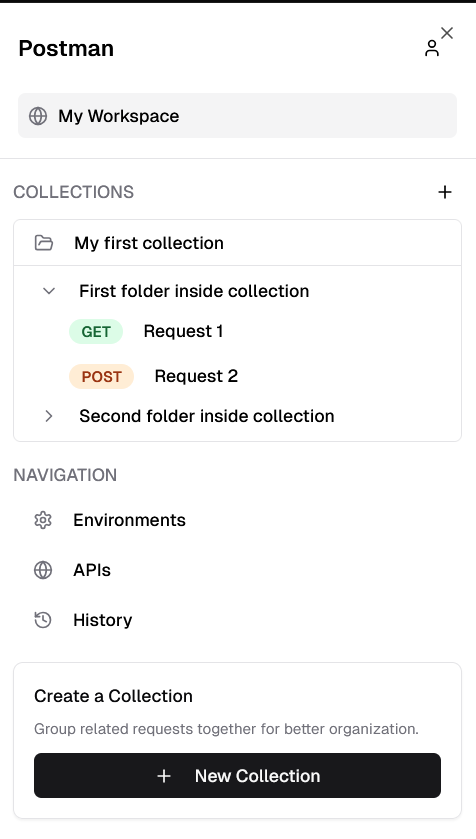 Postman
My Workspace
COLLECTIONS
My first collection
First folder inside collection
GET Request 1
POST Request 2
Second folder inside collection
NAVIGATION
Environments
APIs
History
Create a Collection
Group related requests together for better organization.
New Collection